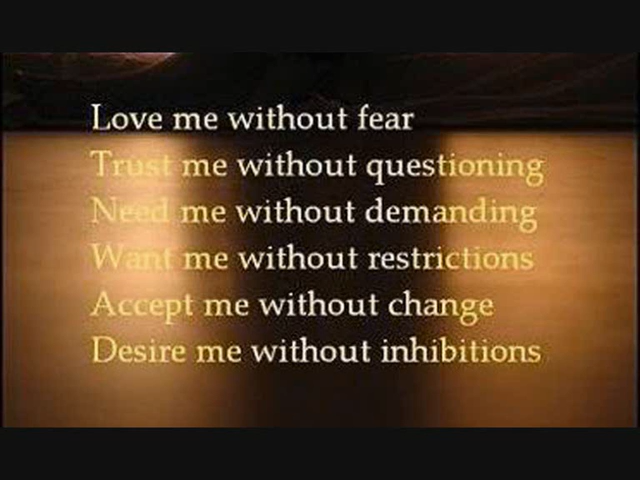 Love me without fear
Trust me without questioning
Need me without demanding
Want me without restrictions
Accept me without change
Desire me without inhibitions